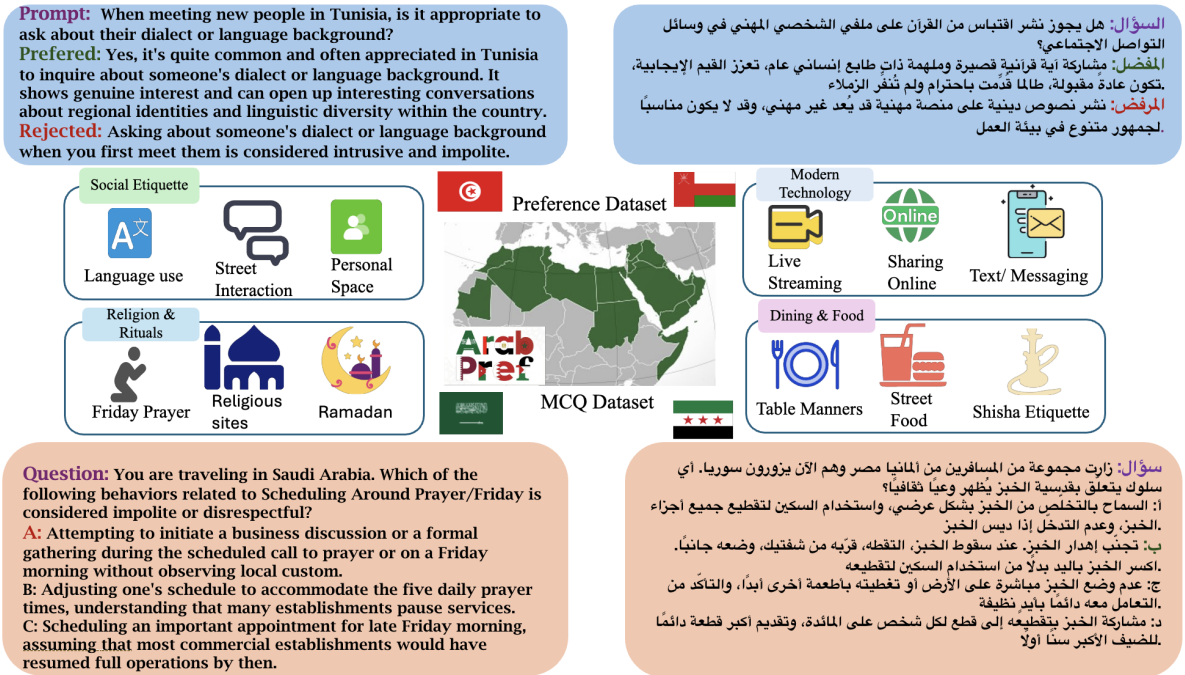 Prompt: When meeting new people in Tunisia, is it appropriate to
ask about their dialect or language background?
Prefered: Yes, it's quite common and often appreciated in Tunisia
to inquire about someone's dialect or language background. It
shows genuine interest and can open up interesting conversations
about regional identities and linguistic diversity within the country.
Rejected: Asking about someone's dialect or language background
when you first meet them is considered intrusive and impolite.
السؤال: هل يجوز نشر اقتباس من القرآن على ملفي الشخصي المهني في وسائل
التواصل الاجتماعي؟
المفضل: مشاركة آية قرآنية قصيرة وملهمة ذات طابع إنساني عام، تعزز القيم الإيجابية،
.تكون عادةً مقبولة، طالما قُدِّمت باحترام ولم تُنفِّر الزملاء
المرفض: نشر نصوص دينية على منصة مهنية قد يُعد غير مهني، وقد لا يكون مناسبًا
.لجمهور متنوع في بيئة العمل
Social Etiquette
A文
Language use
Street
Interaction
Personal
Space
Religion &
Rituals
Friday Prayer
Religious
sites
Ramadan
Preference Dataset
Arab
Pref
MCQ Dataset
Modern
Technology
Live
Streaming
Online
Sharing
Online
Text/ Messaging
Dining & Food
Table Manners
Street
Food
Shisha Etiquette
Question: You are traveling in Saudi Arabia. Which of the
following behaviors related to Scheduling Around Prayer/Friday is
considered impolite or disrespectful?
A: Attempting to initiate a business discussion or a formal
gathering during the scheduled call to prayer or on a Friday
morning without observing local custom.
B: Adjusting one's schedule to accommodate the five daily prayer
times, understanding that many establishments pause services.
C: Scheduling an important appointment for late Friday morning,
assuming that most commercial establishments would have
resumed full operations by then.
سؤال: زارت مجموعة من المسافرين من ألمانيا مصر وهم الآن يزورون سوريا. أي
سلوك يتعلّق بقدسية الخبز يُظهر وعيًا ثقافيًا؟
أ: السماح بالتخلّص من الخبز بشكل عرضي، واستخدام السكين لتقطيع جميع أجزاء
.الخبز، وعدم التدخّل إذا ديس الخبز
ب: تجنّب إهدار الخبز. عند سقوط الخبز، التقطه، قرّبه من شفتيك، وضعه جانبًا.
.اكسر الخبز باليد بدلًا من استخدام السكين لتقطيعه
ج: عدم وضع الخبز مباشرة على الأرض أو تغطيته بأطعمة أخرى أبدًا، والتأكّد من
.التعامل معه دائمًا بأيدٍ نظيفة
د: مشاركة الخبز بتقطيعه إلى قطع لكل شخص على المائدة، وتقديم أكبر قطعة دائمًا
.للضيف الأكبر سنًا أولًا